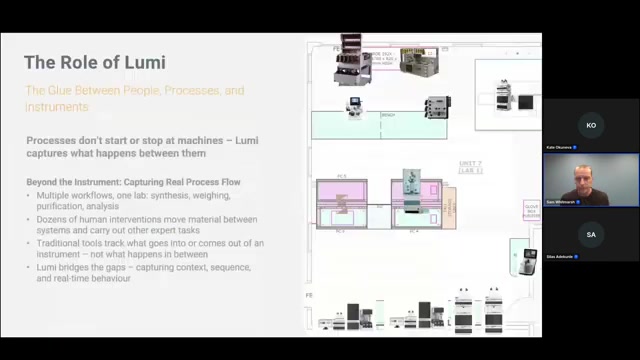 The Role of Lumi
The Glue Between People, Processes, and
Instruments
Processes don't start or stop at machines – Lumi
captures what happens between them
Beyond the Instrument: Capturing Real Process Flow
• Multiple workflows, one lab: synthesis, weighing,
purification, analysis
• Dozens of human interventions move material between
systems and carry out other expert tasks
• Traditional tools track what goes into or comes out of an
instrument – not what happens in between
• Lumi bridges the gaps – capturing context, sequence,
and real-time behaviour
BENCH
UNIT 7
(LAB 1)
KO
Kate Okuneva
SA
Silas Adekunle